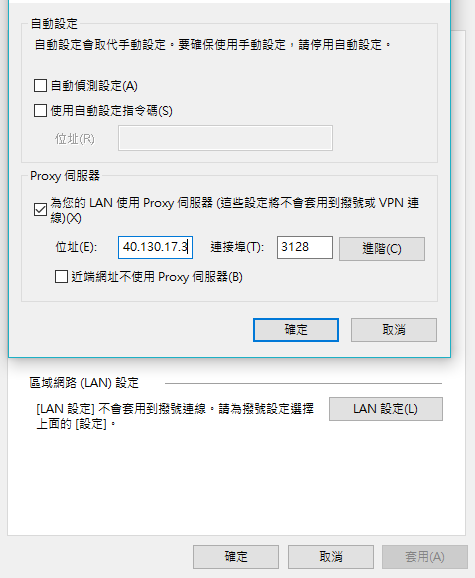 自動設定
自動設定會取代手動設定。要確保使用手動設定，請停用自動設定。
自動偵測設定(A)
使用自動設定指令碼(S)
位址(R)
Proxy 伺服器
為您的 LAN 使用 Proxy 伺服器 (這些設定將不會套用到撥號或 VPN 連
線)(X)
位址(E): 40.130.17.3 連接埠(T): 3128 進階(C)
近端網址不使用 Proxy 伺服器(B)
確定 取消
區域網路 (LAN) 設定
[LAN 設定] 不會套用到撥號連線。請為撥號設定選擇 LAN 設定(L)
上面的 [設定]。
確定 取消 套用(A)